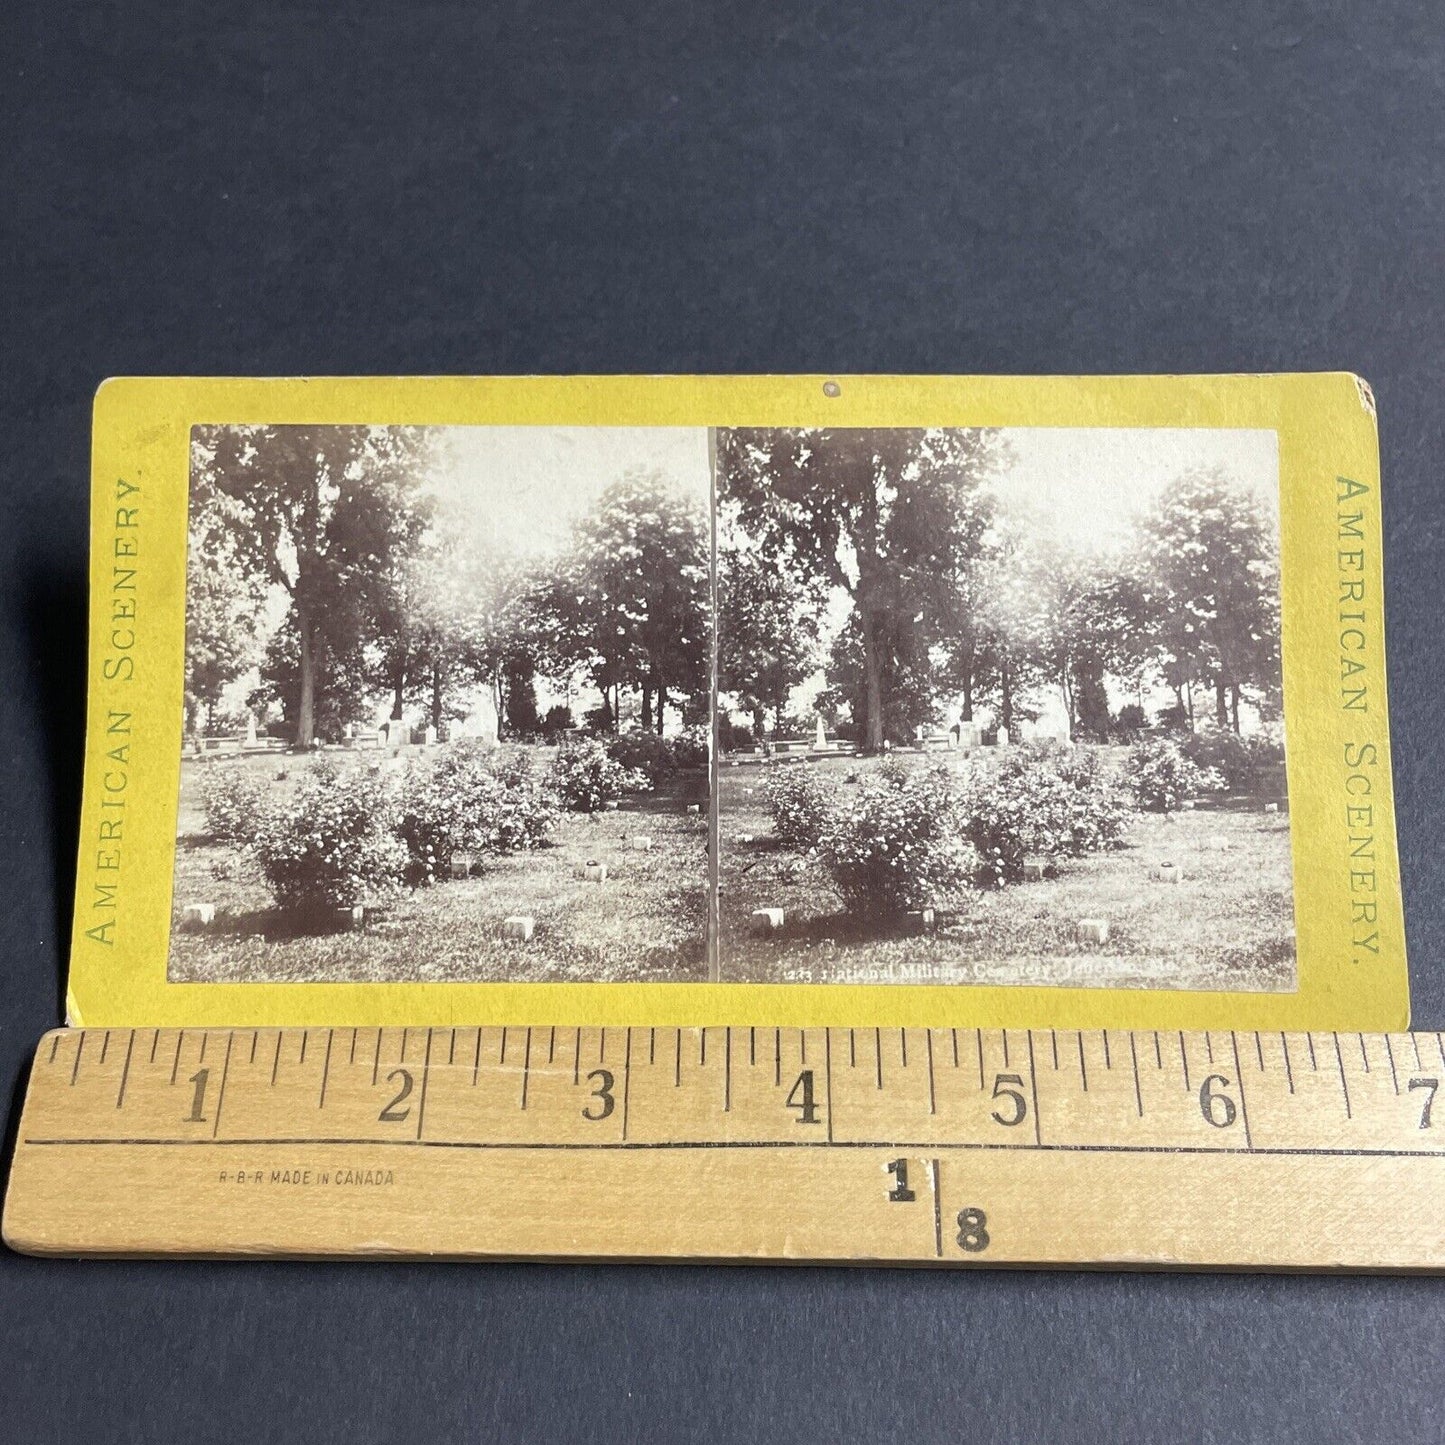 AMERICAN SCENERY.
AMERICAN SCENERY.
National Military Cemetery,
1 2 3 4 5 6 7
R-B-R MADE IN CANADA
1
8